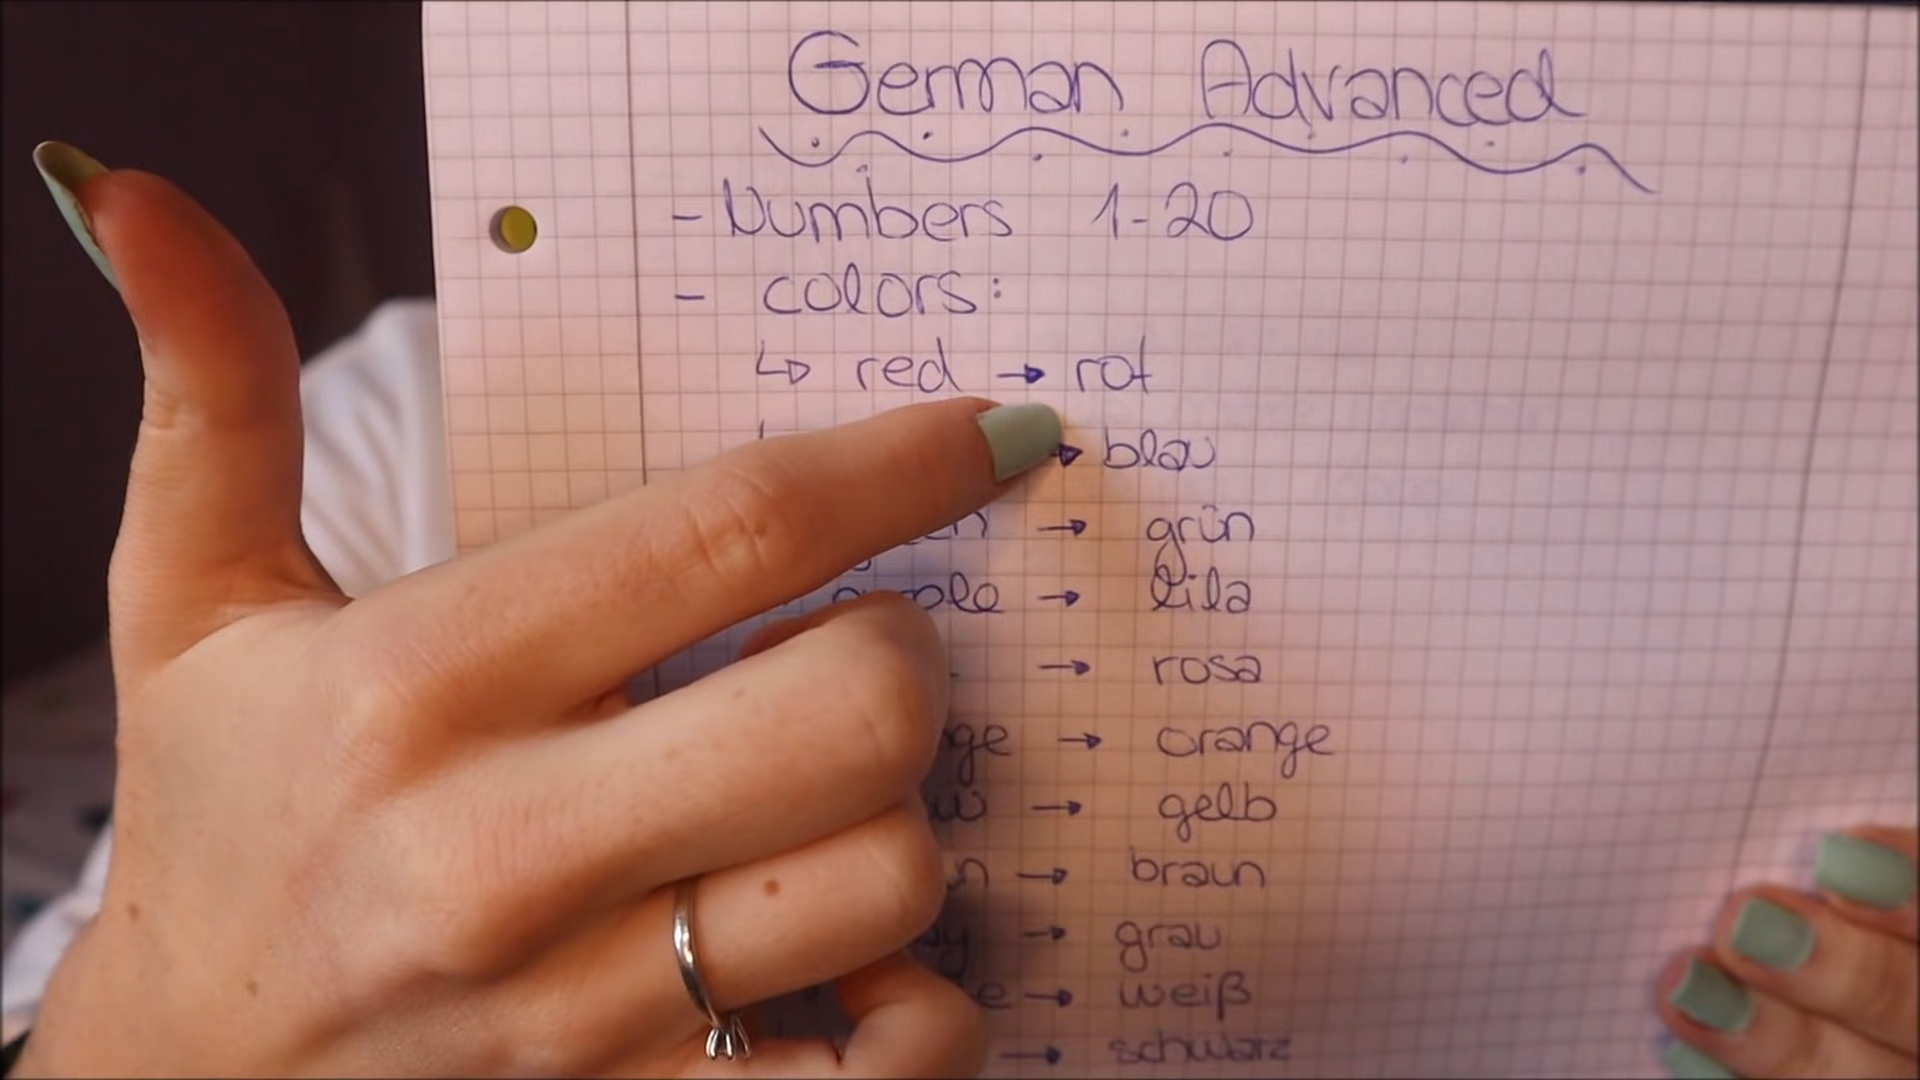 German Advanced
- Numbers 1-20
- colors:
↳ red → rot
→ blau
→ grün
→ lila
→ rosa
→ orange
→ gelb
→ braun
→ grau
→ weiß
→ schwarz